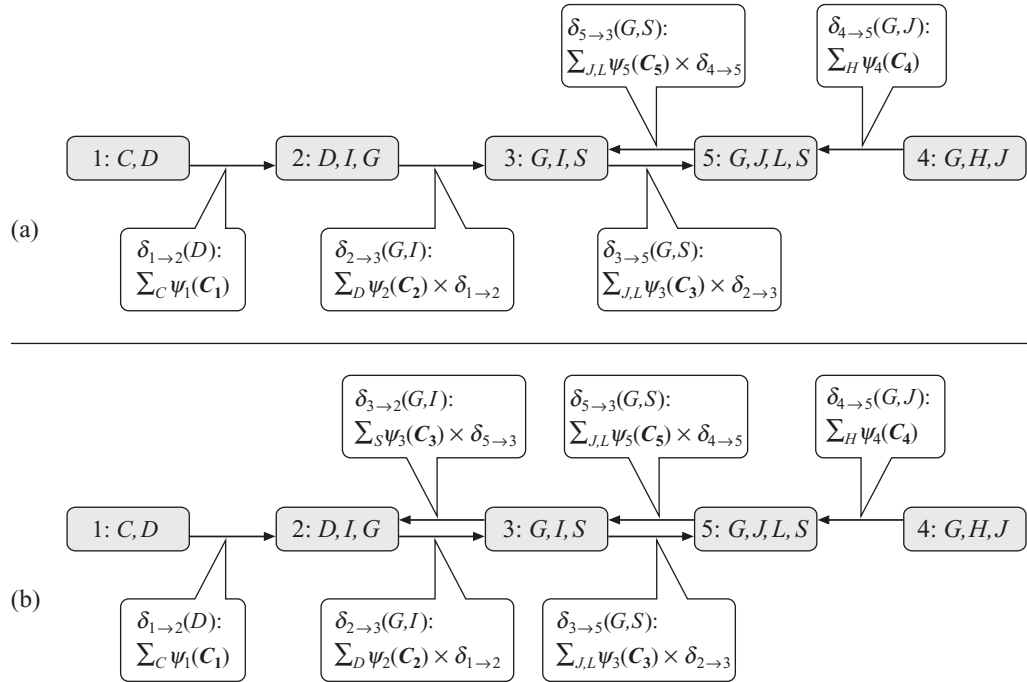 δ5→3(G,S):
∑J,L ψ5(C5) × δ4→5
δ4→5(G,J):
∑H ψ4(C4)
1: C,D
2: D,I,G
3: G,I,S
5: G,J,L,S
4: G,H,J
(a)
δ1→2(D):
∑C ψ1(C1)
δ2→3(G,I):
∑D ψ2(C2) × δ1→2
δ3→5(G,S):
∑J,L ψ3(C3) × δ2→3
δ3→2(G,I):
∑S ψ3(C3) × δ5→3
δ5→3(G,S):
∑J,L ψ5(C5) × δ4→5
δ4→5(G,J):
∑H ψ4(C4)
1: C,D
2: D,I,G
3: G,I,S
5: G,J,L,S
4: G,H,J
(b)
δ1→2(D):
∑C ψ1(C1)
δ2→3(G,I):
∑D ψ2(C2) × δ1→2
δ3→5(G,S):
∑J,L ψ3(C3) × δ2→3